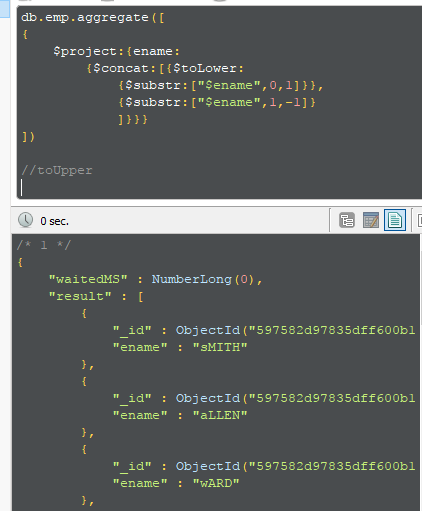 db.emp.aggregate([
{
$project:{ename:
{$concat:[{$toLower:
{$substr:["$ename",0,1]}},
{$substr:["$ename",1,-1]}
]}}}
])
//toUpper
0 sec.
/* 1 */
{
"waitedMS" : NumberLong(0),
"result" : [
{
"_id" : ObjectId("597582d97835dff600b1
"ename" : "sMITH"
},
{
"_id" : ObjectId("597582d97835dff600b1
"ename" : "aLLEN"
},
{
"_id" : ObjectId("597582d97835dff600b1
"ename" : "wARD"
},